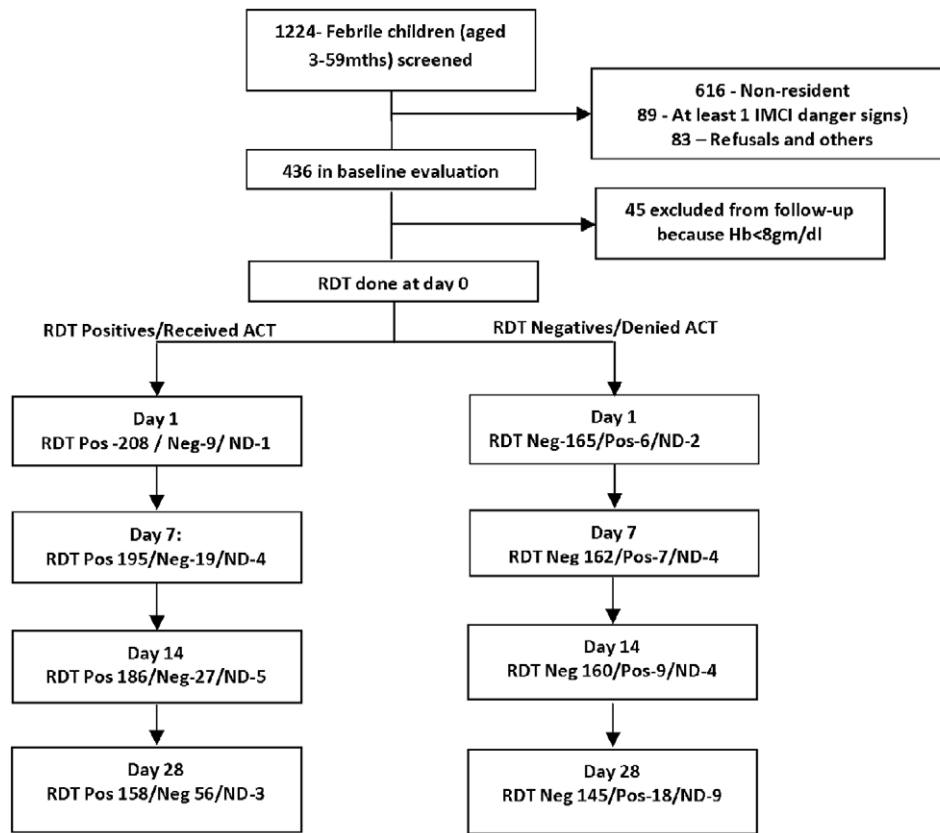 1224- Febrile children (aged
3-59mths) screened
616 - Non-resident
89 - At least 1 IMCI danger signs)
83 – Refusals and others
436 in baseline evaluation
45 excluded from follow-up
because Hb<8gm/dl
RDT done at day 0
RDT Positives/Received ACT
RDT Negatives/Denied ACT
Day 1
RDT Pos -208 / Neg-9/ ND-1
Day 1
RDT Neg-165/Pos-6/ND-2
Day 7:
RDT Pos 195/Neg-19/ND-4
Day 7
RDT Neg 162/Pos-7/ND-4
Day 14
RDT Pos 186/Neg-27/ND-5
Day 14
RDT Neg 160/Pos-9/ND-4
Day 28
RDT Pos 158/Neg 56/ND-3
Day 28
RDT Neg 145/Pos-18/ND-9